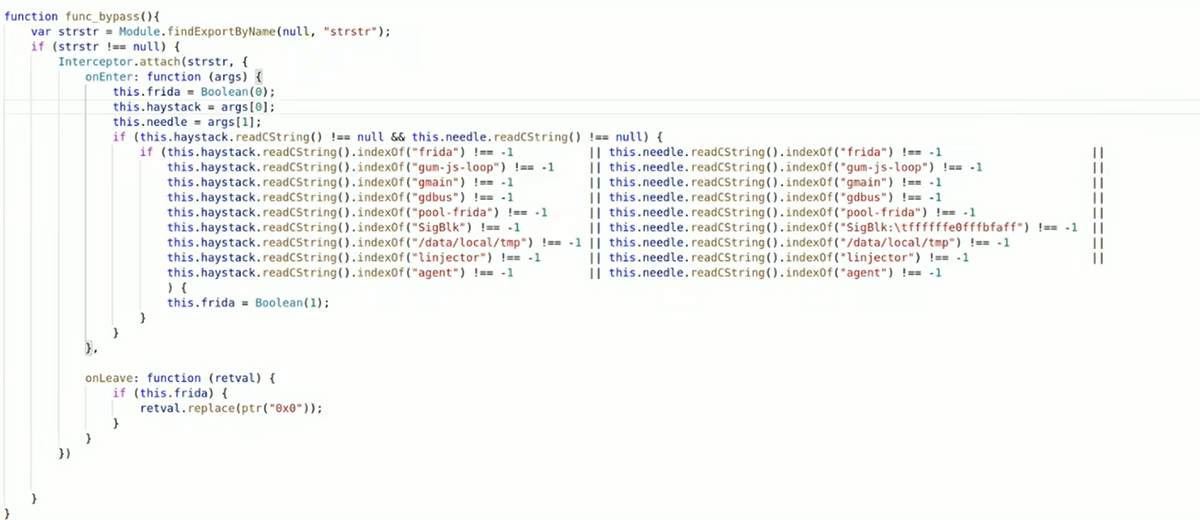 function func_bypass(){
    var strstr = Module.findExportByName(null, "strstr");
    if (strstr !== null) {
        Interceptor.attach(strstr, {
            onEnter: function (args) {
                this.frida = Boolean(0);
                this.haystack = args[0];
                this.needle = args[1];
                if (this.haystack.readCString() !== null && this.needle.readCString() !== null) {
                    if (this.haystack.readCString().indexOf("frida") !== -1 || this.needle.readCString().indexOf("frida") !== -1 ||
                        this.haystack.readCString().indexOf("gum-js-loop") !== -1 || this.needle.readCString().indexOf("gum-js-loop") !== -1 ||
                        this.haystack.readCString().indexOf("gmain") !== -1 || this.needle.readCString().indexOf("gmain") !== -1 ||
                        this.haystack.readCString().indexOf("gdbus") !== -1 || this.needle.readCString().indexOf("gdbus") !== -1 ||
                        this.haystack.readCString().indexOf("pool-frida") !== -1 || this.needle.readCString().indexOf("pool-frida") !== -1 ||
                        this.haystack.readCString().indexOf("SigBlk") !== -1 || this.needle.readCString().indexOf("SigBlk:\tffffffe0fffbfaff") !== -1 ||
                        this.haystack.readCString().indexOf("/data/local/tmp") !== -1 || this.needle.readCString().indexOf("/data/local/tmp") !== -1 ||
                        this.haystack.readCString().indexOf("linjector") !== -1 || this.needle.readCString().indexOf("linjector") !== -1 ||
                        this.haystack.readCString().indexOf("agent") !== -1 || this.needle.readCString().indexOf("agent") !== -1
                        ) {
                        this.frida = Boolean(1);
                    }
                }
            },
            onLeave: function (retval) {
                if (this.frida) {
                    retval.replace(ptr("0x0"));
                }
            }
        })
    }
}